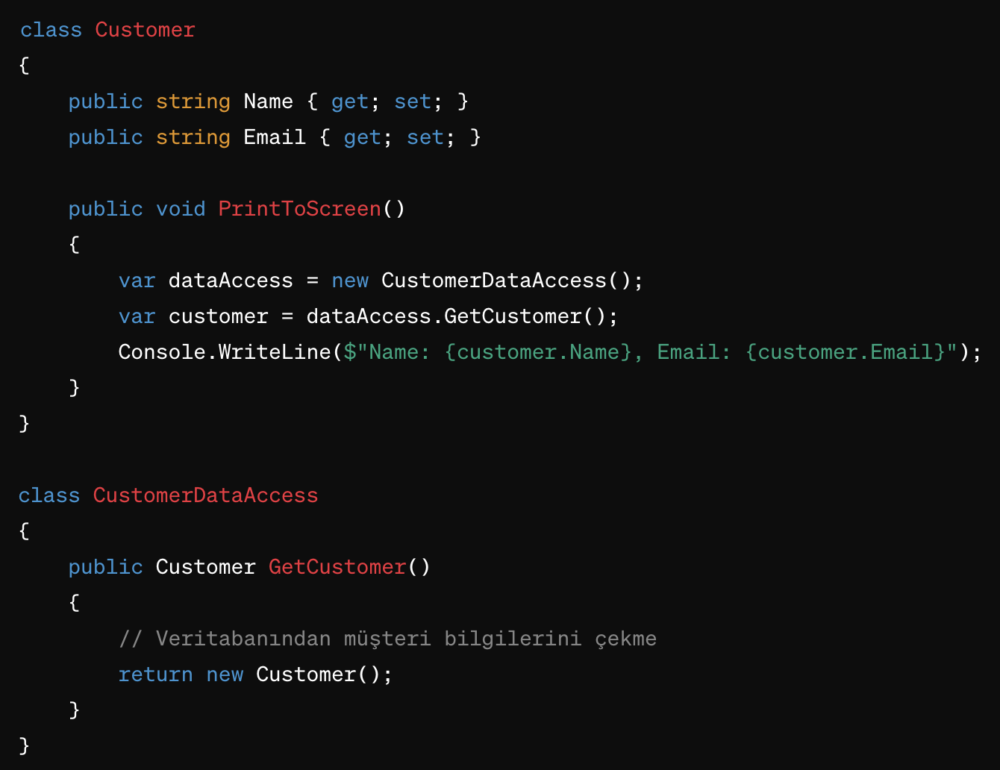 class Customer
{
    public string Name { get; set; }
    public string Email { get; set; }

    public void PrintToScreen()
    {
        var dataAccess = new CustomerDataAccess();
        var customer = dataAccess.GetCustomer();
        Console.WriteLine($"Name: {customer.Name}, Email: {customer.Email}");
    }
}

class CustomerDataAccess
{
    public Customer GetCustomer()
    {
        // Veritabanından müşteri bilgilerini çekme
        return new Customer();
    }
}